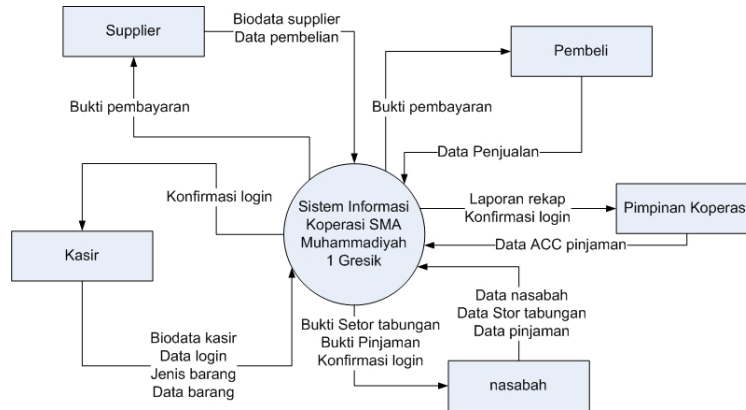 Supplier
Biodata supplier
Data pembelian
Pembeli
Bukti pembayaran
Bukti pembayaran
Data Penjualan
Konfirmasi login
Sistem Informasi
Koperasi SMA
Muhammadiyah
1 Gresik
Laporan rekap
Konfirmasi login
Pimpinan Koperas
Data ACC pinjaman
Kasir
Biodata kasir
Data login
Jenis barang
Data barang
Bukti Setor tabungan
Bukti Pinjaman
Konfirmasi login
Data nasabah
Data Stor tabungan
Data pinjaman
nasabah